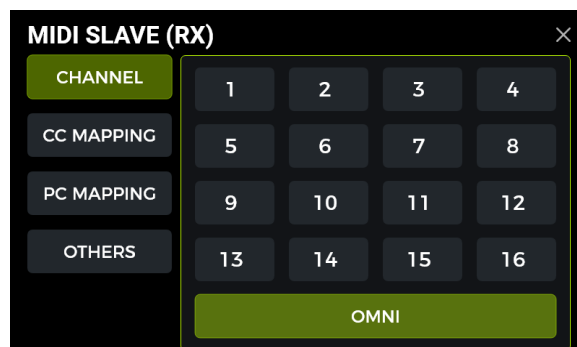 MIDI SLAVE (RX)
CHANNEL
CC MAPPING
PC MAPPING
OTHERS
1 2 3 4
5 6 7 8
9 10 11 12
13 14 15 16
OMNI